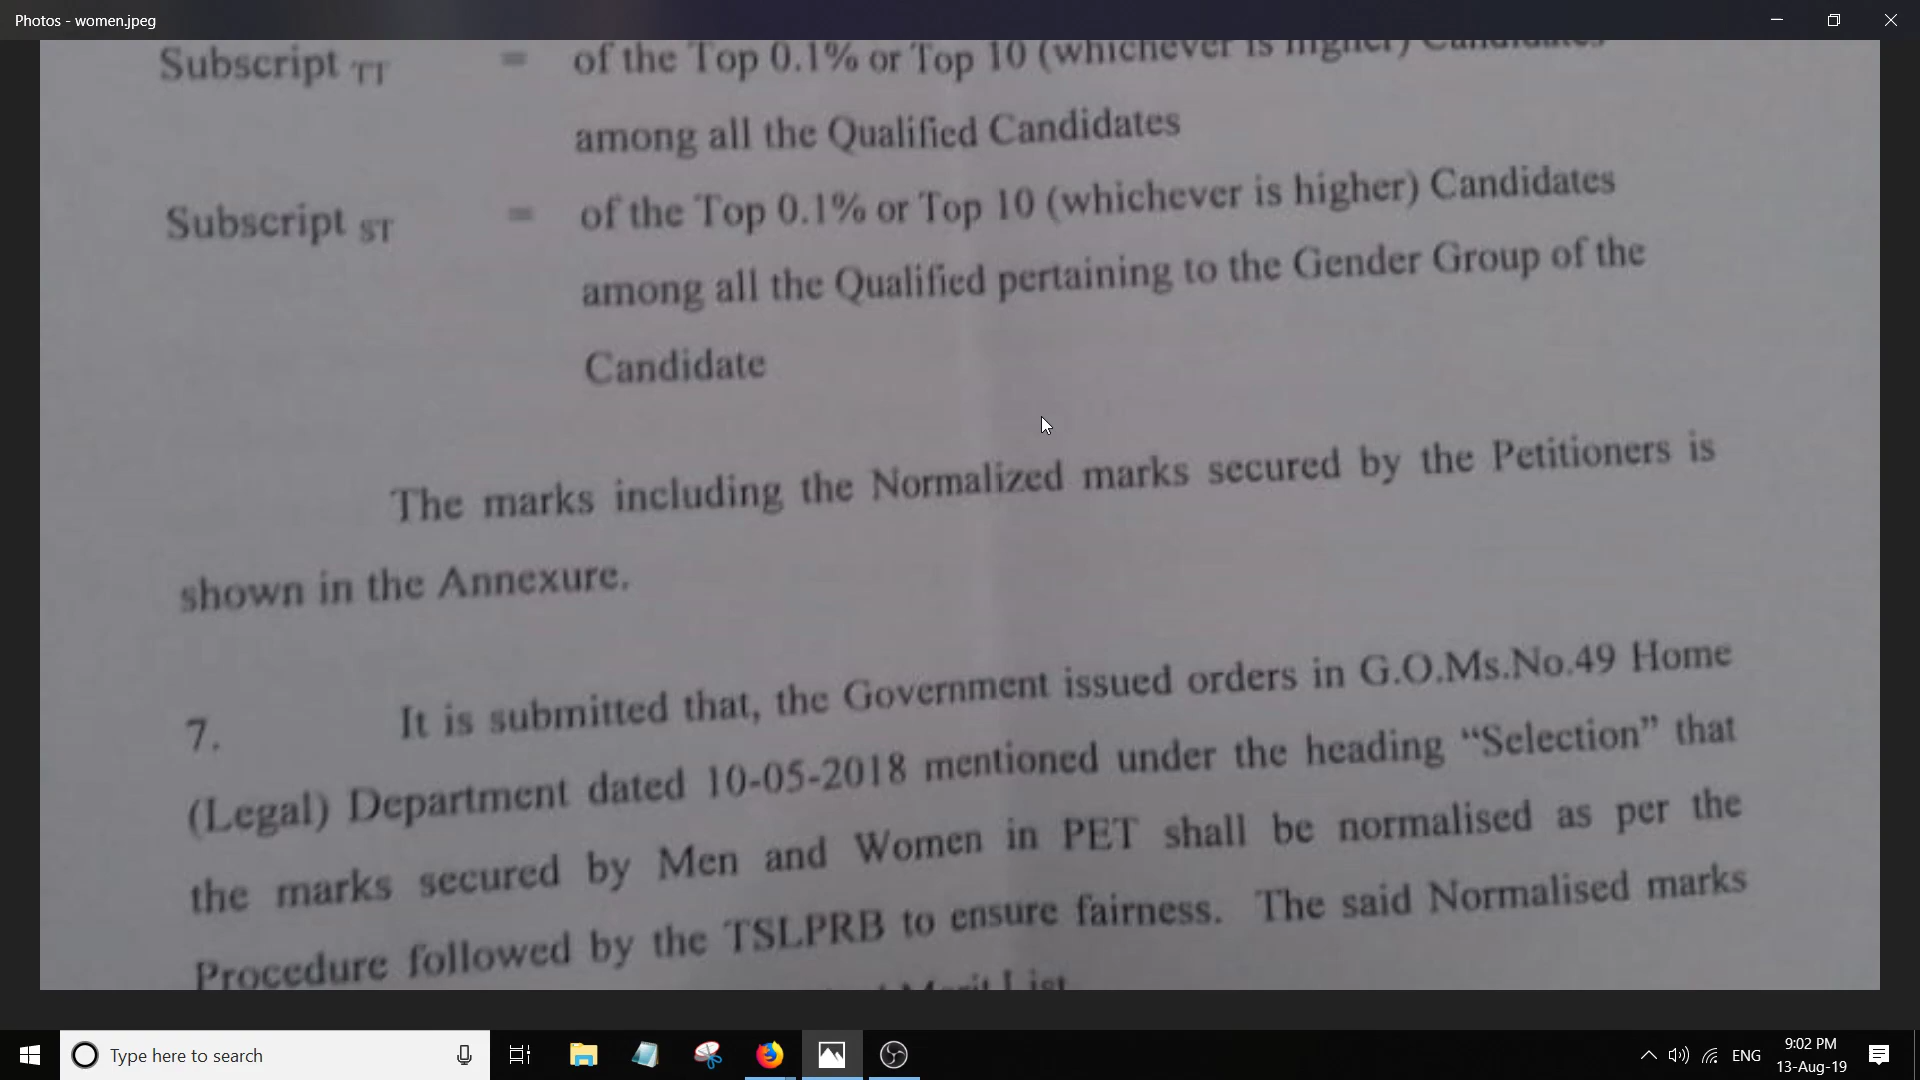 Photos - women.jpeg
Subscript TT = of the Top 0.1% or Top 10 (whichever is higher) Candidates
among all the Qualified Candidates
Subscript ST = of the Top 0.1% or Top 10 (whichever is higher) Candidates
among all the Qualified pertaining to the Gender Group of the
Candidate
The marks including the Normalized marks secured by the Petitioners is
shown in the Annexure.
7. It is submitted that, the Government issued orders in G.O.Ms.No.49 Home
(Legal) Department dated 10-05-2018 mentioned under the heading “Selection” that
the marks secured by Men and Women in PET shall be normalised as per the
Procedure followed by the TSLPRB to ensure fairness. The said Normalised marks
Merit List
Type here to search
ENG
9:02 PM
13-Aug-19